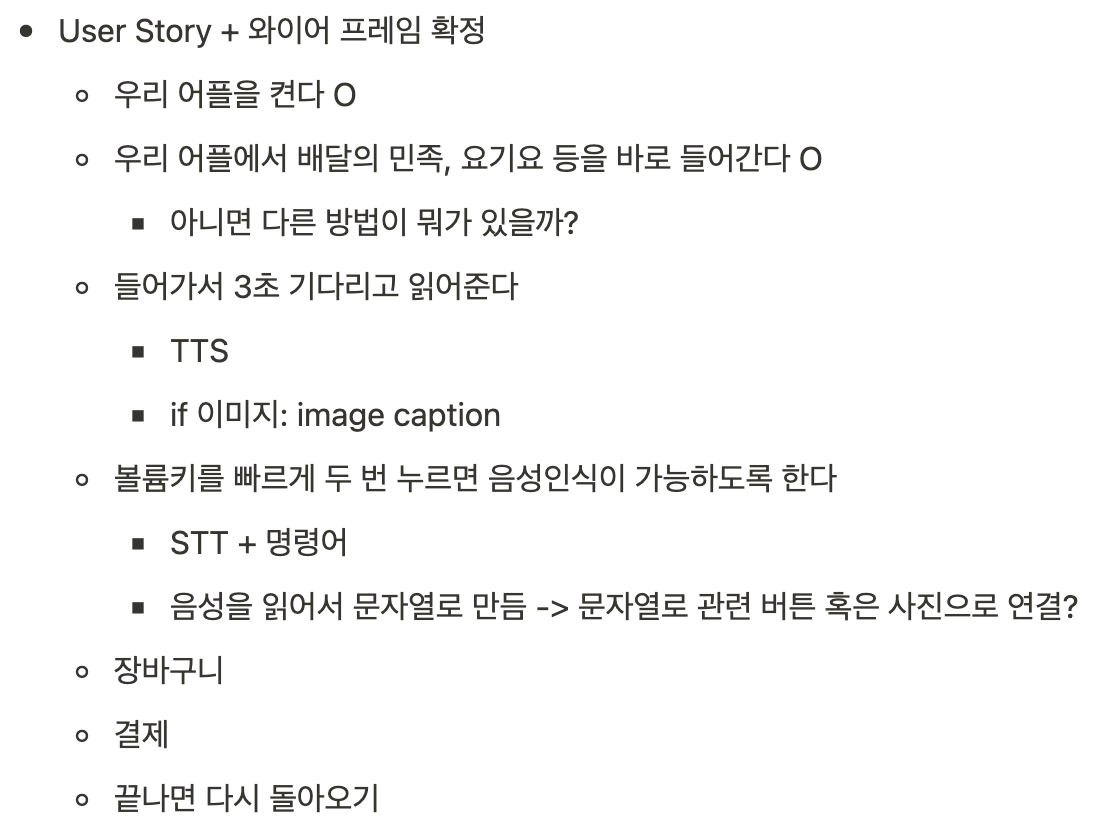 User Story + 와이어 프레임 확정
우리 어플을 켠다 O
우리 어플에서 배달의 민족, 요기요 등을 바로 들어간다 O
아니면 다른 방법이 뭐가 있을까?
들어가서 3초 기다리고 읽어준다
TTS
if 이미지: image caption
볼륨키를 빠르게 두 번 누르면 음성인식이 가능하도록 한다
STT + 명령어
음성을 읽어서 문자열로 만듬 -> 문자열로 관련 버튼 혹은 사진으로 연결?
장바구니
결제
끝나면 다시 돌아오기